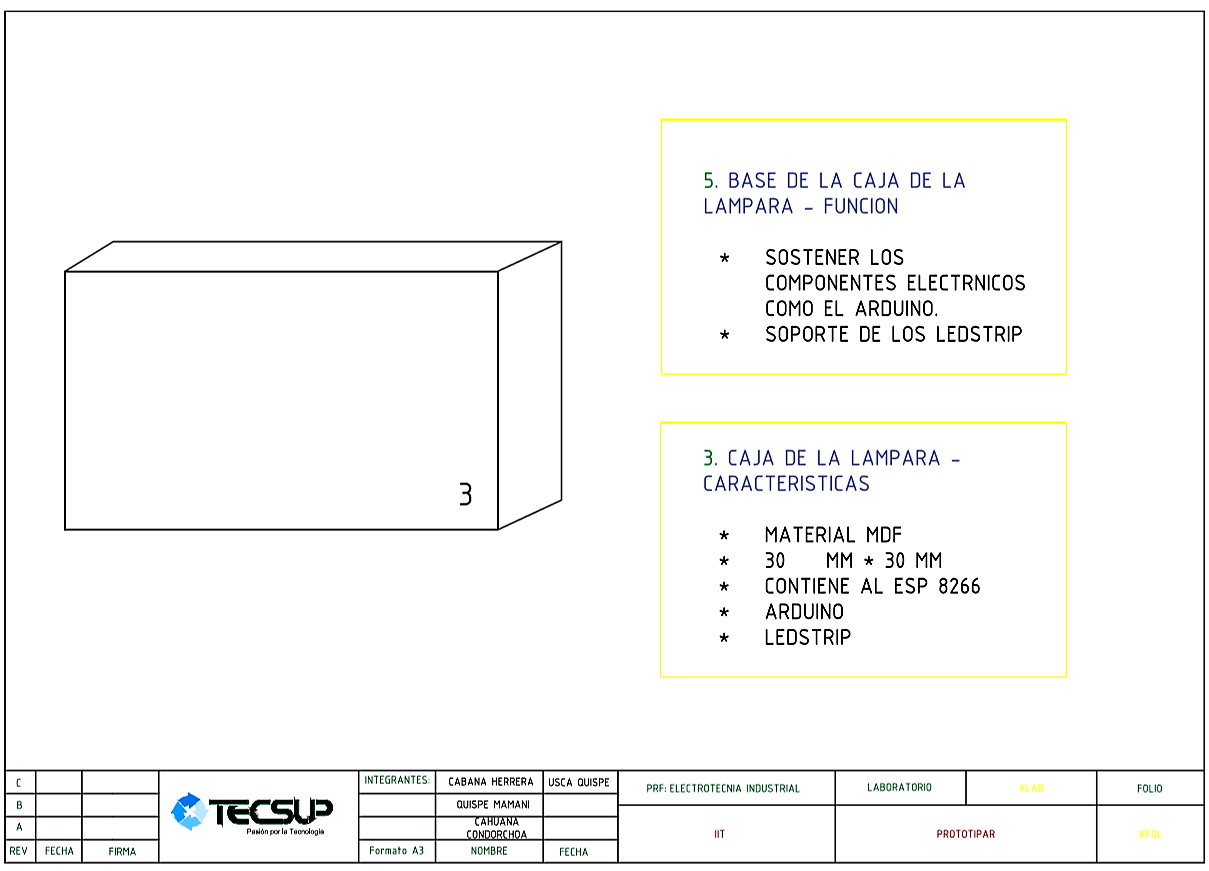 5. BASE DE LA CAJA DE LA
LAMPARA - FUNCION
* SOSTENER LOS
COMPONENTES ELECTRNICOS
COMO EL ARDUINO.
* SOPORTE DE LOS LEDSTRIP
3
3. CAJA DE LA LAMPARA -
CARACTERISTICAS
* MATERIAL MDF
* 30 MM * 30 MM
* CONTIENE AL ESP 8266
* ARDUINO
* LEDSTRIP
C
B
A
REV FECHA FIRMA
TECSUP
Pasión por la Tecnología
INTEGRANTES: CABANA HERRERA USCA QUISPE
QUISPE MAMANI
CAHUANA
CONDORCHOA
Formato A3 NOMBRE FECHA
PRF: ELECTROTECNIA INDUSTRIAL LABORATORIO XLAB FOLIO
IIT PROTOTIPAR XFOL